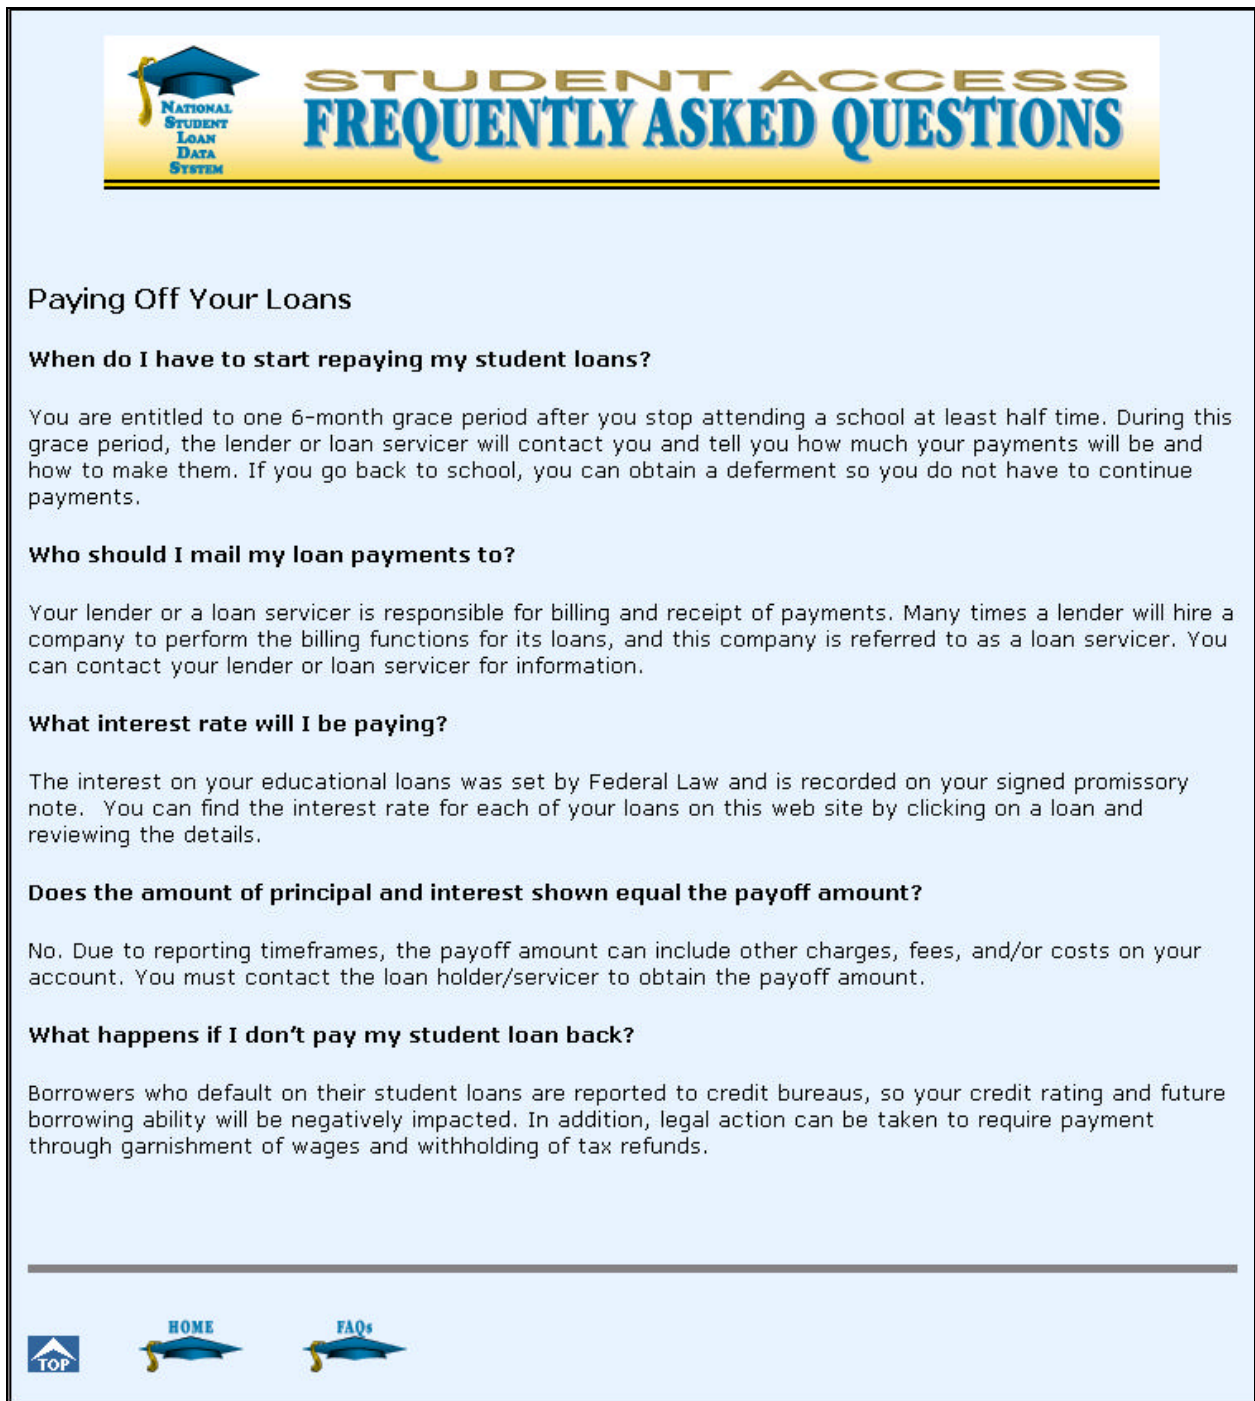 NATIONAL
STUDENT
LOAN
DATA
SYSTEM
STUDENT ACCESS
FREQUENTLY ASKED QUESTIONS
Paying Off Your Loans
When do I have to start repaying my student loans?
You are entitled to one 6-month grace period after you stop attending a school at least half time. During this
grace period, the lender or loan servicer will contact you and tell you how much your payments will be and
how to make them. If you go back to school, you can obtain a deferment so you do not have to continue
payments.
Who should I mail my loan payments to?
Your lender or a loan servicer is responsible for billing and receipt of payments. Many times a lender will hire a
company to perform the billing functions for its loans, and this company is referred to as a loan servicer. You
can contact your lender or loan servicer for information.
What interest rate will I be paying?
The interest on your educational loans was set by Federal Law and is recorded on your signed promissory
note.  You can find the interest rate for each of your loans on this web site by clicking on a loan and
reviewing the details.
Does the amount of principal and interest shown equal the payoff amount?
No. Due to reporting timeframes, the payoff amount can include other charges, fees, and/or costs on your
account. You must contact the loan holder/servicer to obtain the payoff amount.
What happens if I don’t pay my student loan back?
Borrowers who default on their student loans are reported to credit bureaus, so your credit rating and future
borrowing ability will be negatively impacted. In addition, legal action can be taken to require payment
through garnishment of wages and withholding of tax refunds.
TOP
HOME
FAQs